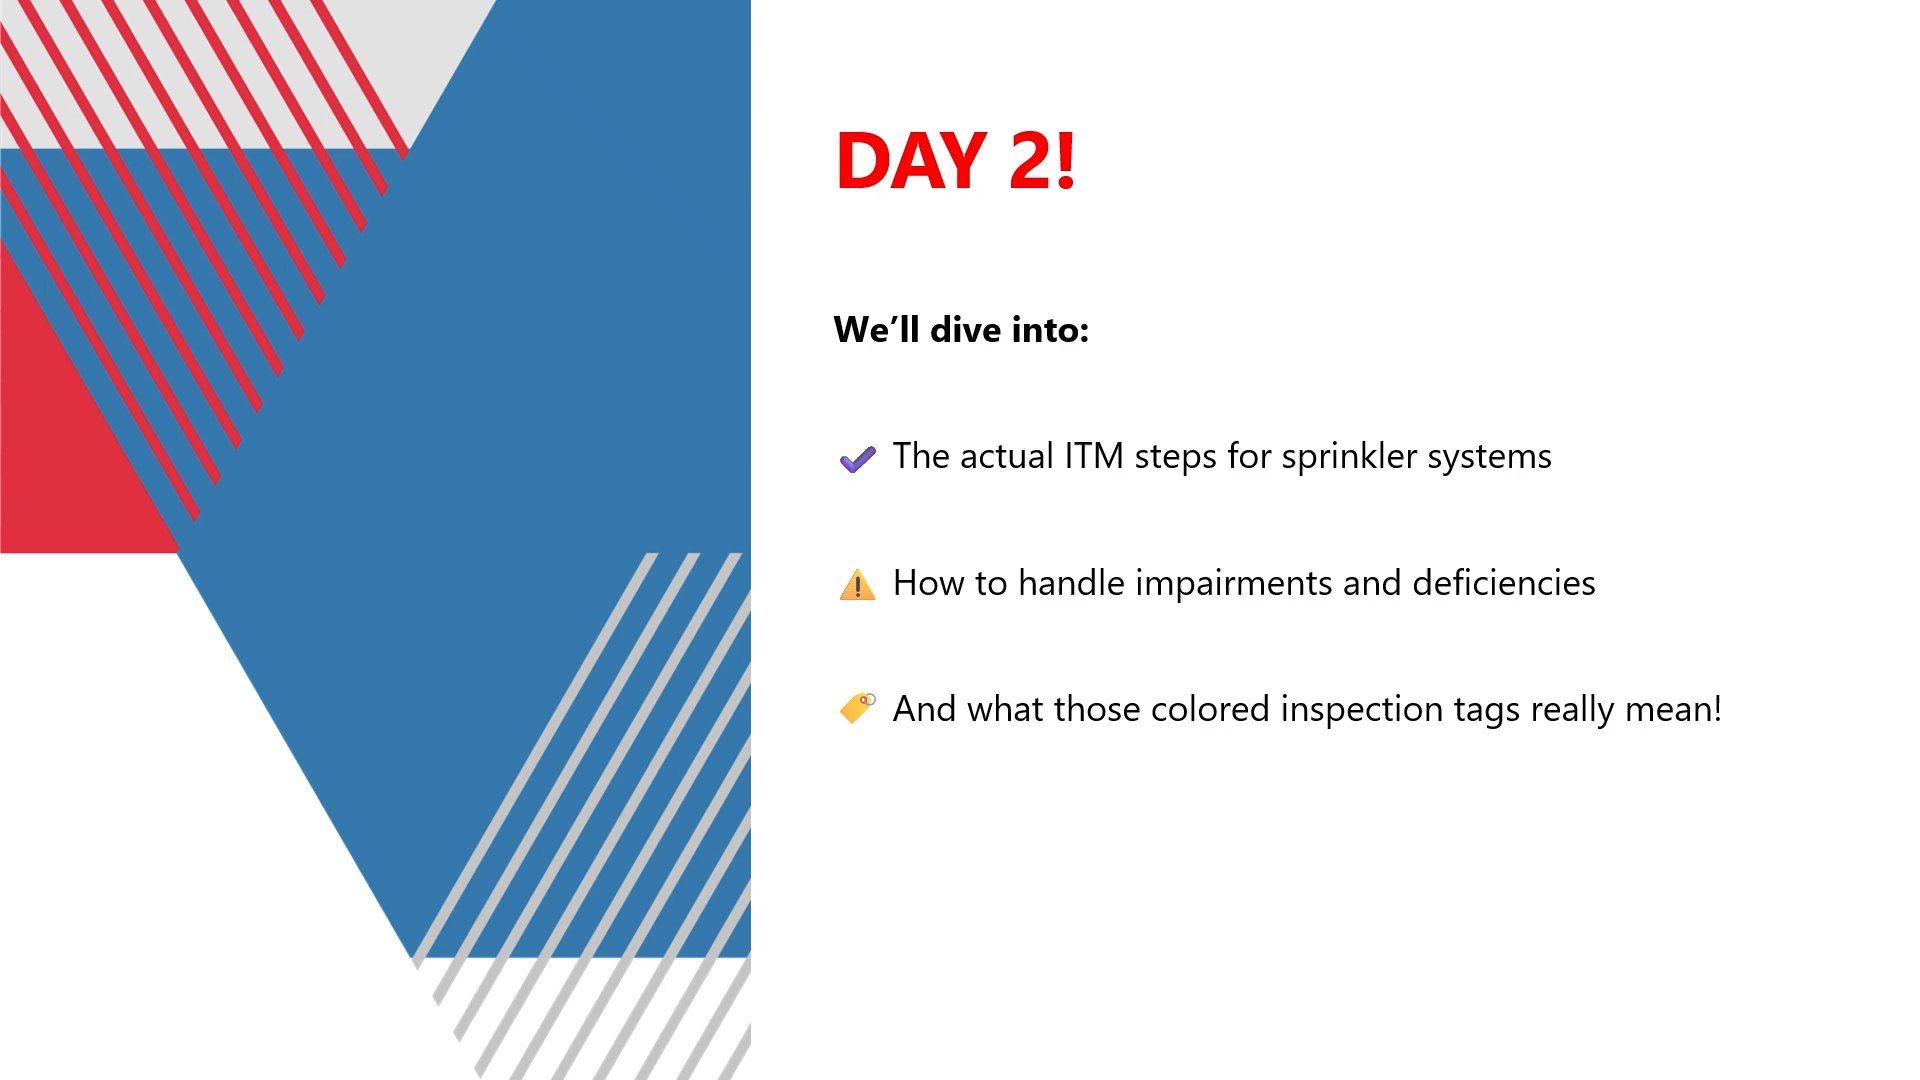 DAY 2!
We’ll dive into:
✔ The actual ITM steps for sprinkler systems
⚠ How to handle impairments and deficiencies
🏷 And what those colored inspection tags really mean!